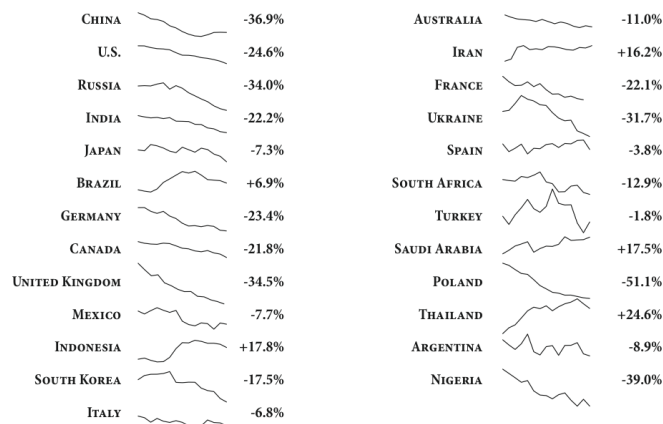 CHINA -36.9%
U.S. -24.6%
RUSSIA -34.0%
INDIA -22.2%
JAPAN -7.3%
BRAZIL +6.9%
GERMANY -23.4%
CANADA -21.8%
UNITED KINGDOM -34.5%
MEXICO -7.7%
INDONESIA +17.8%
SOUTH KOREA -17.5%
ITALY -6.8%
AUSTRALIA -11.0%
IRAN +16.2%
FRANCE -22.1%
UKRAINE -31.7%
SPAIN -3.8%
SOUTH AFRICA -12.9%
TURKEY -1.8%
SAUDI ARABIA +17.5%
POLAND -51.1%
THAILAND +24.6%
ARGENTINA -8.9%
NIGERIA -39.0%